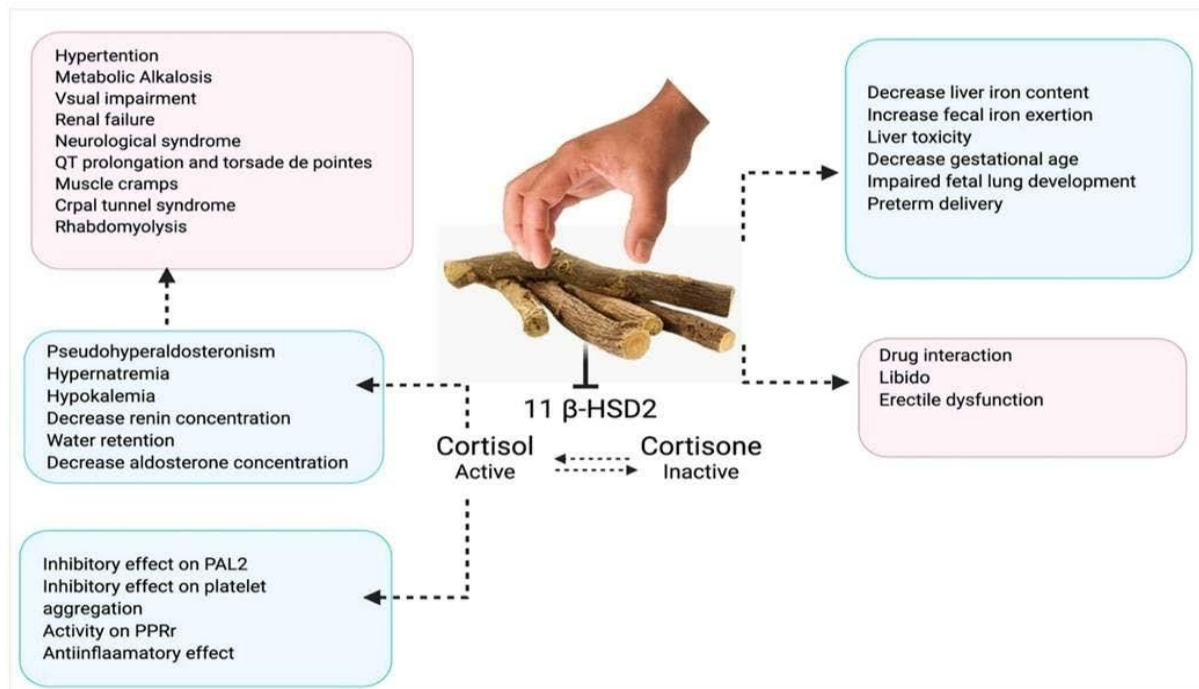 Hypertention
Metabolic Alkalosis
Vsual impairment
Renal failure
Neurological syndrome
QT prolongation and torsade de pointes
Muscle cramps
Crpal tunnel syndrome
Rhabdomyolysis
Pseudohyperaldosteronism
Hypernatremia
Hypokalemia
Decrease renin concentration
Water retention
Decrease aldosterone concentration
Inhibitory effect on PAL2
Inhibitory effect on platelet
aggregation
Activity on PPRr
Antiinflaamatory effect
11 β-HSD2
Cortisol
Active
Cortisone
Inactive
Decrease liver iron content
Increase fecal iron exertion
Liver toxicity
Decrease gestational age
Impaired fetal lung development
Preterm delivery
Drug interaction
Libido
Erectile dysfunction